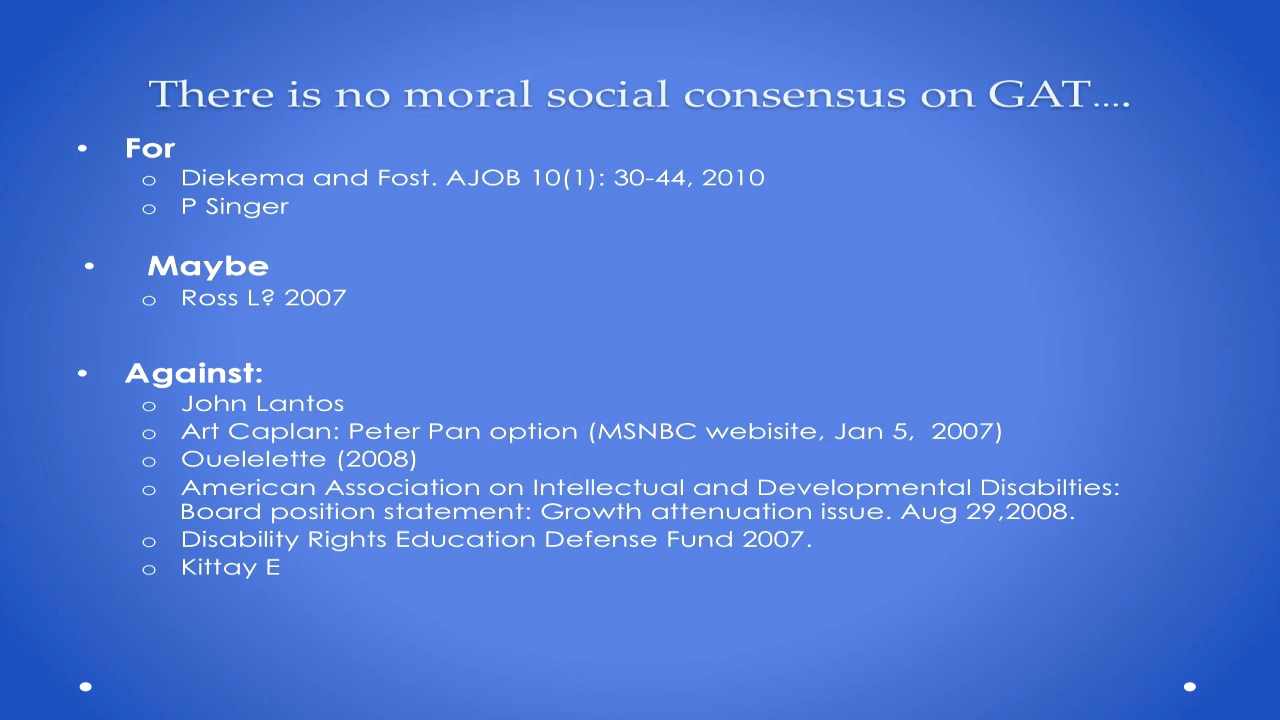 There is no moral social consensus on GAT....
• For
o Diekema and Fost. AJOB 10(1): 30-44, 2010
o P Singer
• Maybe
o Ross L? 2007
• Against:
o John Lantos
o Art Caplan: Peter Pan option (MSNBC webisite, Jan 5, 2007)
o Ouelelette (2008)
o American Association on Intellectual and Developmental Disabilties:
Board position statement: Growth attenuation issue. Aug 29,2008.
o Disability Rights Education Defense Fund 2007.
o Kittay E